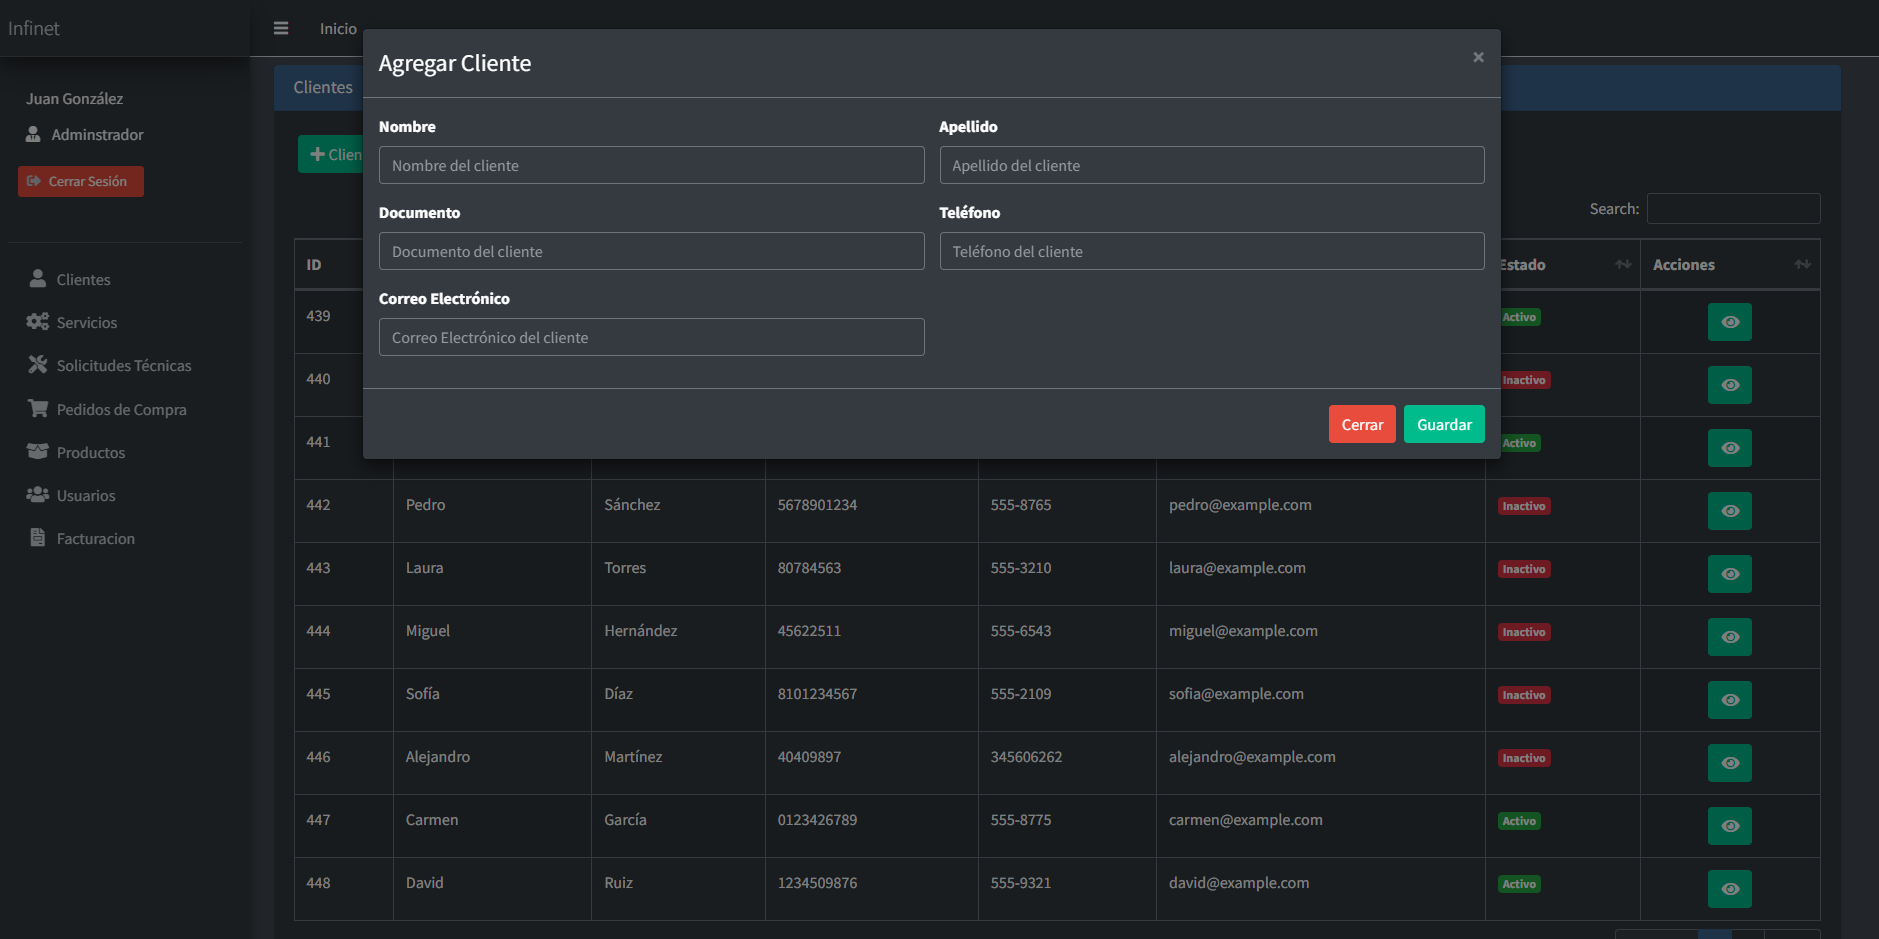 Infinet
Inicio
Juan González
Adminstrador
Cerrar Sesión
Clientes
Servicios
Solicitudes Técnicas
Pedidos de Compra
Productos
Usuarios
Facturacion
Clientes
Clien
Agregar Cliente
×
Nombre
Apellido
Nombre del cliente
Apellido del cliente
Documento
Teléfono
Documento del cliente
Teléfono del cliente
Correo Electrónico
Correo Electrónico del cliente
Cerrar
Guardar
Search:
ID
Estado
Acciones
439 Activo
440 Inactivo
441 Activo
442 Pedro Sánchez 5678901234 555-8765 pedro@example.com Inactivo
443 Laura Torres 80784563 555-3210 laura@example.com Inactivo
444 Miguel Hernández 45622511 555-6543 miguel@example.com Inactivo
445 Sofía Díaz 8101234567 555-2109 sofia@example.com Inactivo
446 Alejandro Martínez 40409897 345606262 alejandro@example.com Inactivo
447 Carmen García 0123426789 555-8775 carmen@example.com Activo
448 David Ruiz 1234509876 555-9321 david@example.com Activo